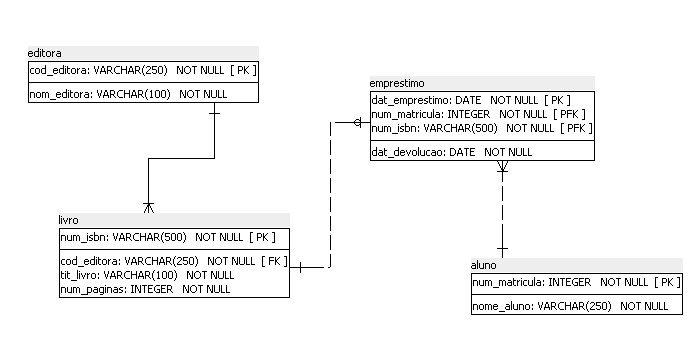 editora
cod_editora: VARCHAR(250) NOT NULL [ PK ]
nom_editora: VARCHAR(100) NOT NULL
emprestimo
dat_emprestimo: DATE NOT NULL [ PK ]
num_matricula: INTEGER NOT NULL [ PFK ]
num_isbn: VARCHAR(500) NOT NULL [ PFK ]
dat_devolucao: DATE NOT NULL
livro
num_isbn: VARCHAR(500) NOT NULL [ PK ]
cod_editora: VARCHAR(250) NOT NULL [ FK ]
tit_livro: VARCHAR(100) NOT NULL
num_paginas: INTEGER NOT NULL
aluno
num_matricula: INTEGER NOT NULL [ PK ]
nome_aluno: VARCHAR(250) NOT NULL